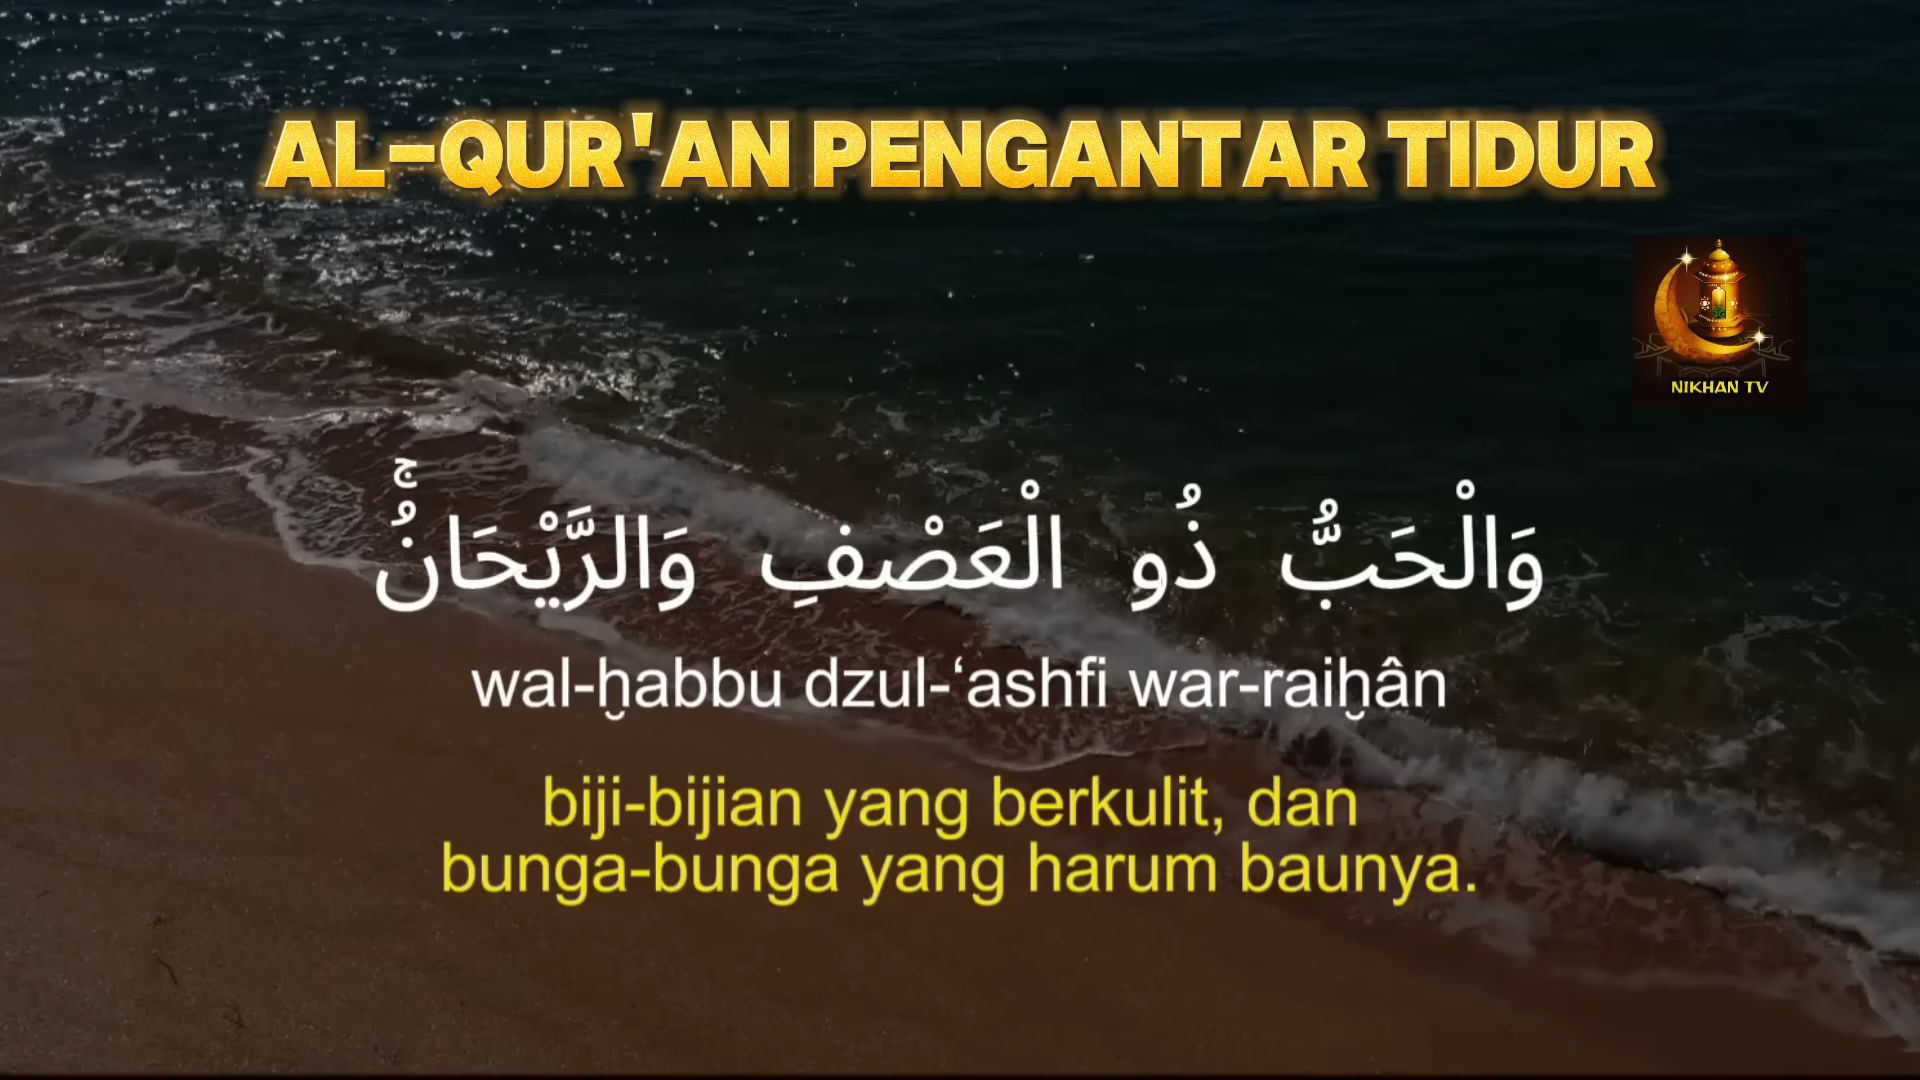 AL-QUR'AN PENGANTAR TIDUR
NIKHAN TV
وَالْحَبُّ ذُو الْعَصْفِ وَالرَّيْحَانُۚ
wal-ḫabbu dzul-‘ashfi war-raiḫân
biji-bijian yang berkulit, dan
bunga-bunga yang harum baunya.